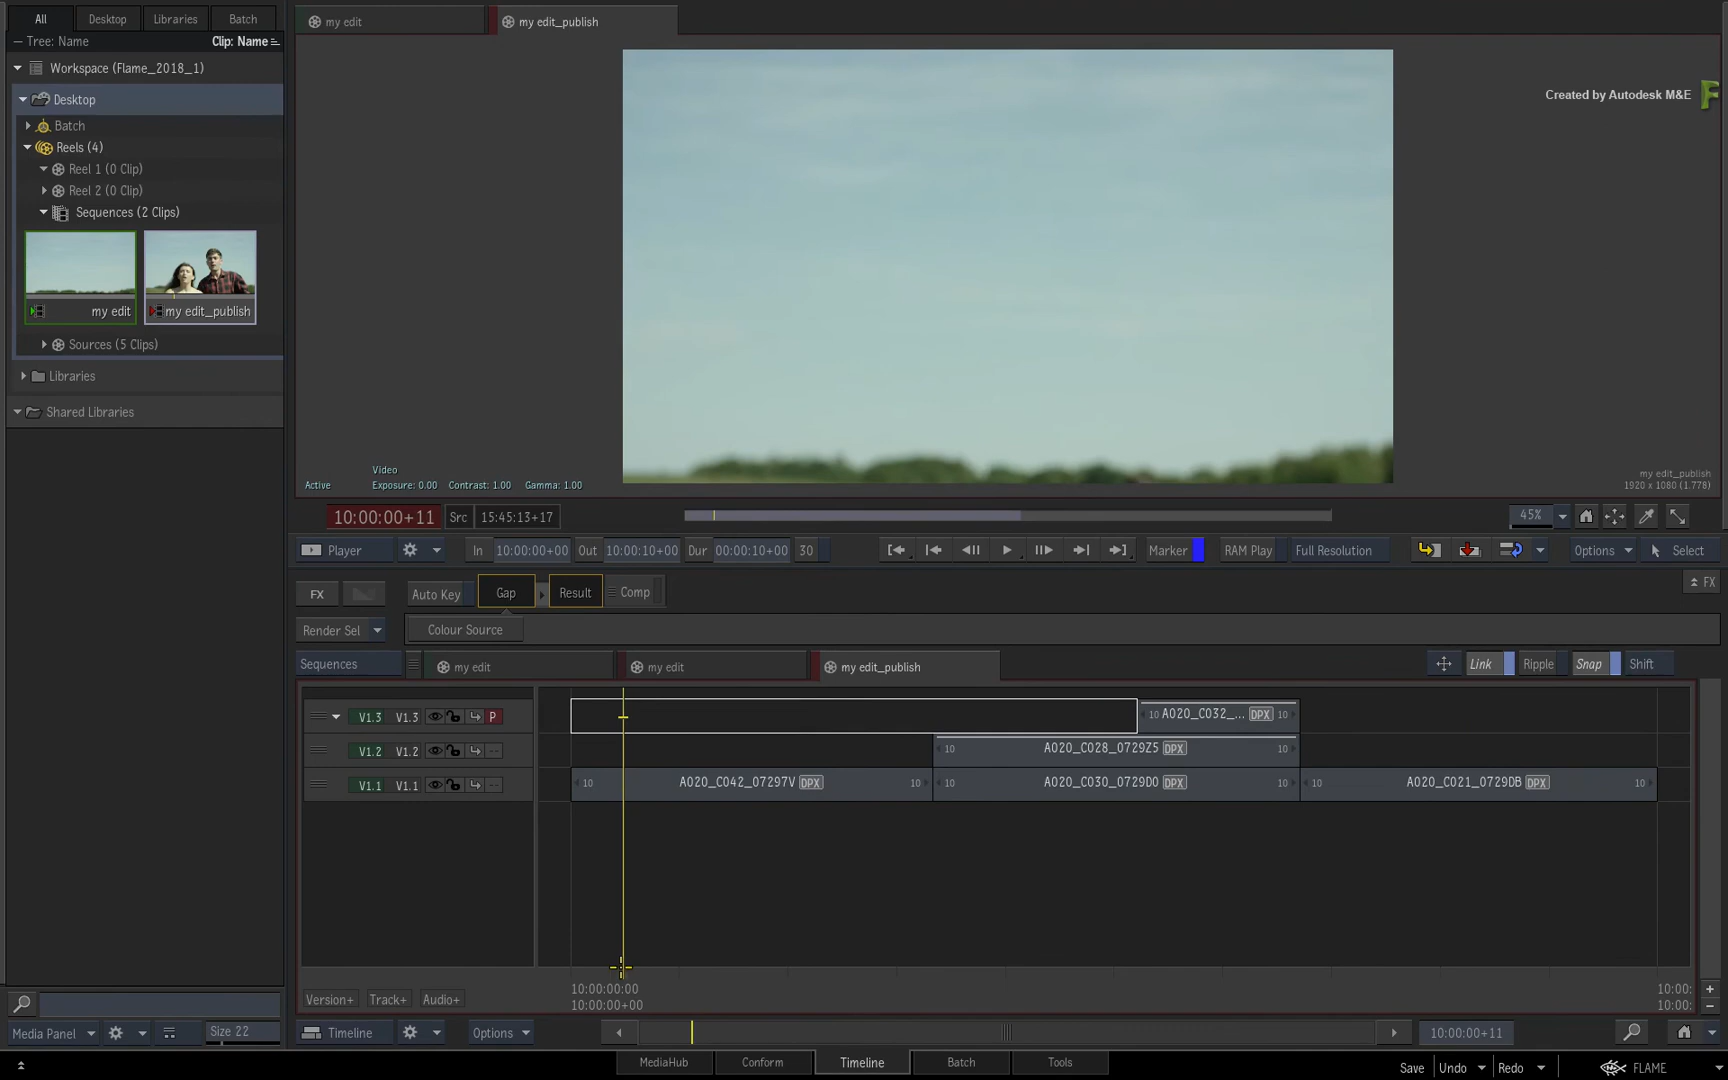 All Desktop Libraries Batch
Tree: Name Clip: Name
Workspace (Flame_2018_1)
Desktop
Batch
Reels (4)
Reel 1 (0 Clip)
Reel 2 (0 Clip)
Sequences (2 Clips)
my edit my edit_publish
Sources (5 Clips)
Libraries
Shared Libraries
my edit my edit_publish
Created by Autodesk M&E
Video
Active Exposure: 0.00 Contrast: 1.00 Gamma: 1.00
my edit_publish
1920 x 1080 (1.778)
10:00:00+11 Src 15:45:13+17 45%
Player In 10:00:00+00 Out 10:00:10+00 Dur 00:00:10+00 30 Marker RAM Play Full Resolution Options Select
FX Auto Key Gap Result Comp FX
Render Sel Colour Source
Sequences my edit my edit my edit_publish Link Ripple Snap Shift
V1.3 V1.3 P 10 A020_C032_... DPX 10
V1.2 V1.2 10 A020_C028_0729Z5 DPX 10
V1.1 V1.1 10 A020_C042_07297V DPX 10 10 A020_C030_0729D0 DPX 10 10 A020_C021_0729DB DPX 10
10:00:00:00 10:00:
10:00:00+00 10:00:
Version+ Track+ Audio+
Media Panel Size 22 Timeline Options 10:00:00+11
MediaHub Conform Timeline Batch Tools
Save Undo Redo FLAME